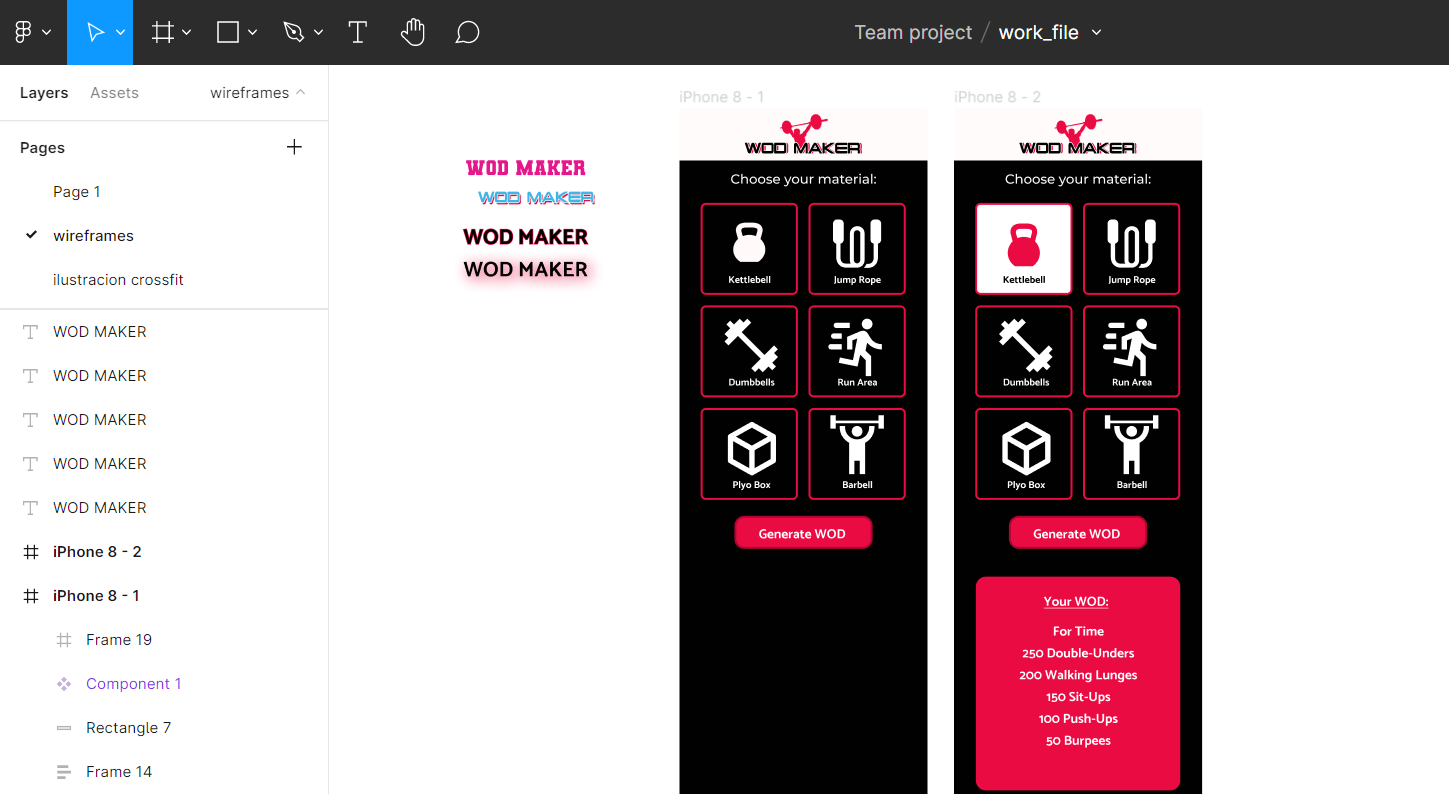 Team project / work_file
Layers Assets wireframes
Pages
Page 1
wireframes
ilustracion crossfit
WOD MAKER
WOD MAKER
WOD MAKER
WOD MAKER
WOD MAKER
iPhone 8 - 2
iPhone 8 - 1
Frame 19
Component 1
Rectangle 7
Frame 14
WOD MAKER
WOD MAKER
WOD MAKER
WOD MAKER
iPhone 8 - 1
WOD MAKER
Choose your material:
Kettlebell Jump Rope
Dumbbells Run Area
Plyo Box Barbell
Generate WOD
iPhone 8 - 2
WOD MAKER
Choose your material:
Kettlebell Jump Rope
Dumbbells Run Area
Plyo Box Barbell
Generate WOD
Your WOD:
For Time
250 Double-Unders
200 Walking Lunges
150 Sit-Ups
100 Push-Ups
50 Burpees